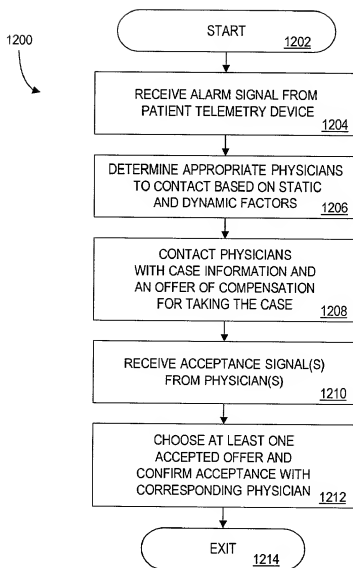 1200
START
1202
RECEIVE ALARM SIGNAL FROM
PATIENT TELEMETRY DEVICE
1204
DETERMINE APPROPRIATE PHYSICIANS
TO CONTACT BASED ON STATIC
AND DYNAMIC FACTORS
1206
CONTACT PHYSICIANS
WITH CASE INFORMATION AND
AN OFFER OF COMPENSATION
FOR TAKING THE CASE
1208
RECEIVE ACCEPTANCE SIGNAL(S)
FROM PHYSICIAN(S)
1210
CHOOSE AT LEAST ONE
ACCEPTED OFFER AND
CONFIRM ACCEPTANCE WITH
CORRESPONDING PHYSICIAN
1212
EXIT
1214